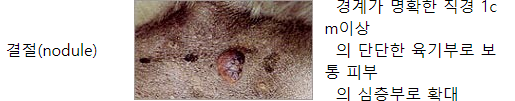 경계가 명확한 직경 1c
m이상
결절(nodule)
의 단단한 육기부로 보
통 피부
의 심층부로 확대